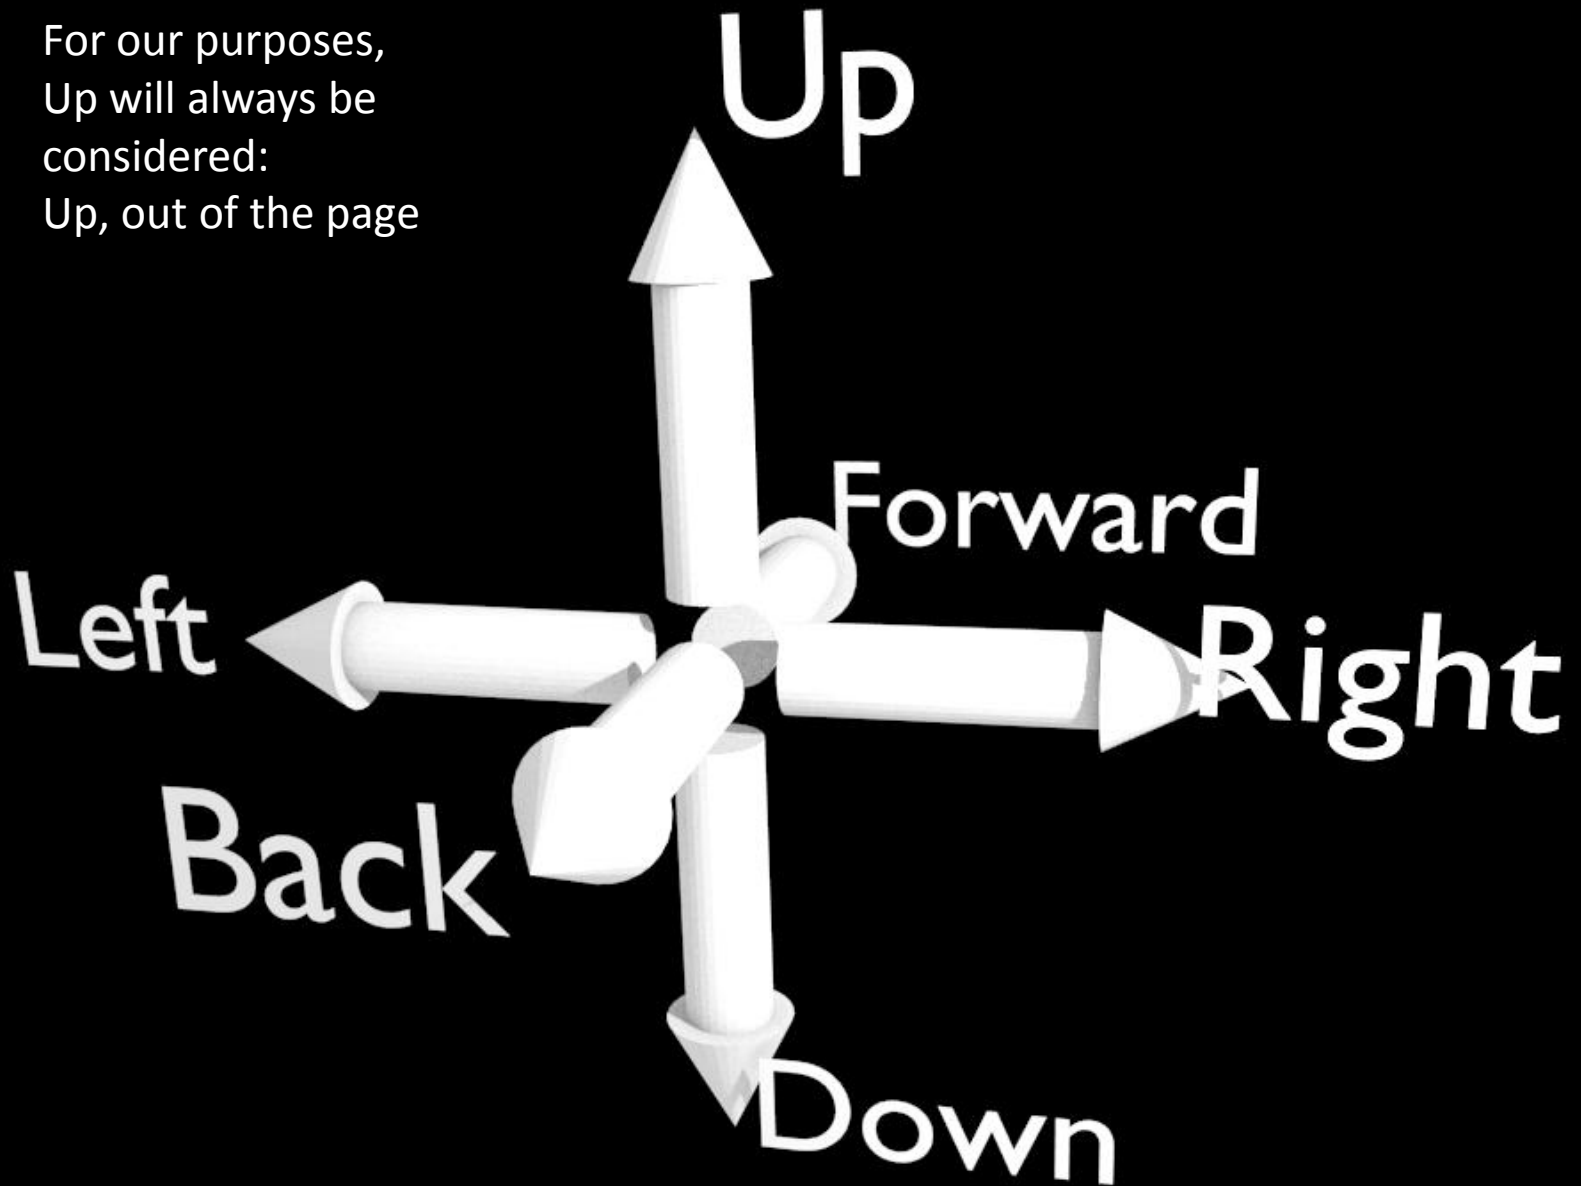 For our purposes,
Up will always be
considered:
Up, out of the page
Up
Forward
Left
Right
Back
Down